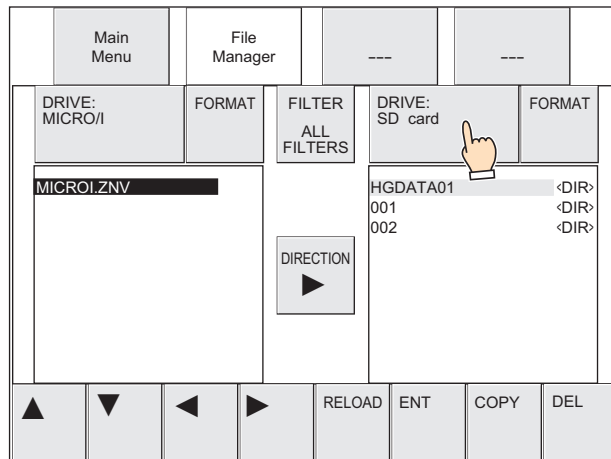 Main
Menu
File
Manager
---
---
DRIVE:
MICRO/I
FORMAT
FILTER
ALL
FILTERS
DRIVE:
SD card
FORMAT
MICROI.ZNV
HGDATA01 <DIR>
001 <DIR>
002 <DIR>
DIRECTION
RELOAD
ENT
COPY
DEL